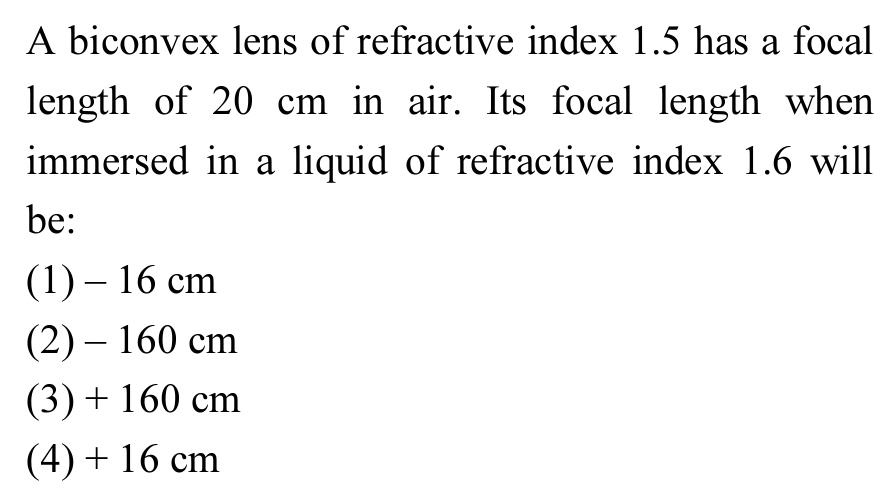 A biconvex lens of refractive index 1.5 has a focal
length of 20 cm in air. Its focal length when
immersed in a liquid of refractive index 1.6 will
be:
(1) – 16 cm
(2) – 160 cm
(3) + 160 cm
(4) + 16 cm